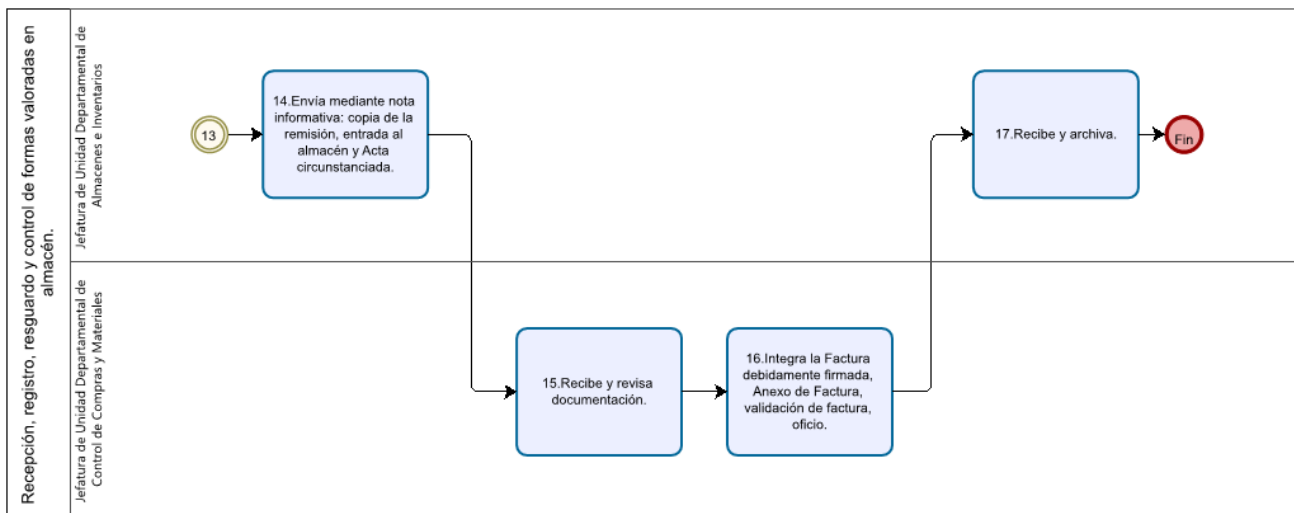 Recepción, registro, resguardo y control de formas valoradas en
almacén.
Jefatura de Unidad Departamental de
Almacenes e Inventarios
13
14.Envía mediante nota
informativa: copia de la
remisión, entrada al
almacén y Acta
circunstanciada.
17.Recibe y archiva.
Fin
Jefatura de Unidad Departamental de
Control de Compras y Materiales
15.Recibe y revisa
documentación.
16.Integra la Factura
debidamente firmada,
Anexo de Factura,
validación de factura,
oficio.